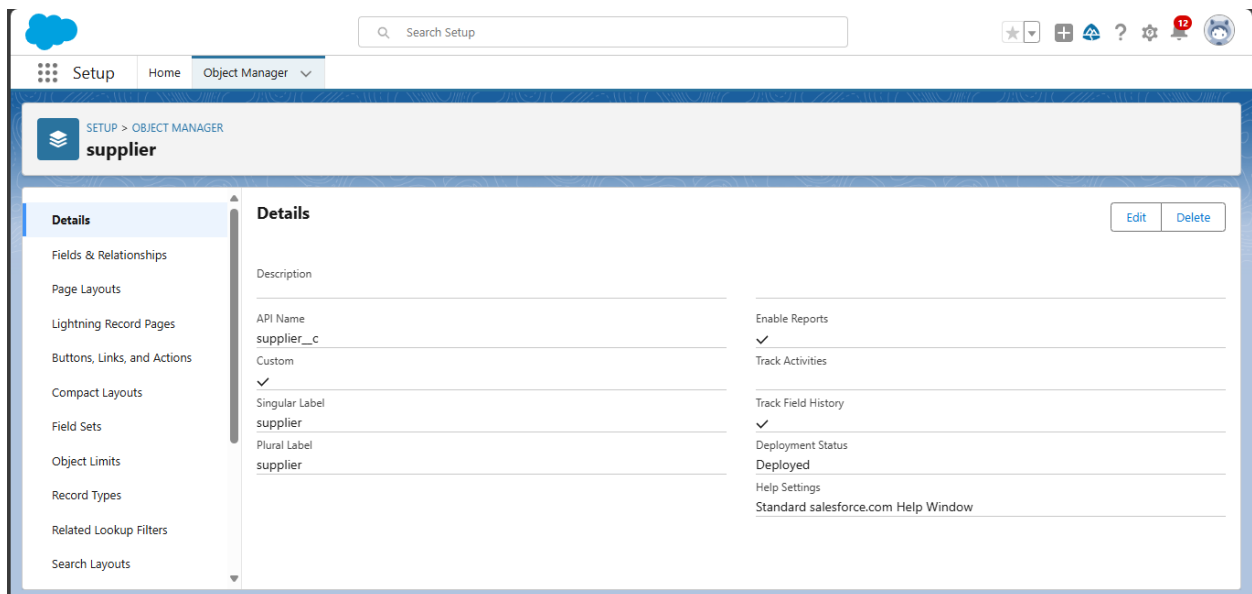 Search Setup
12
Setup
Home
Object Manager
SETUP > OBJECT MANAGER
supplier
Details
Fields & Relationships
Page Layouts
Lightning Record Pages
Buttons, Links, and Actions
Compact Layouts
Field Sets
Object Limits
Record Types
Related Lookup Filters
Search Layouts
Details
Edit
Delete
Description
API Name
supplier__c
Custom
Singular Label
supplier
Plural Label
supplier
Enable Reports
Track Activities
Track Field History
Deployment Status
Deployed
Help Settings
Standard salesforce.com Help Window